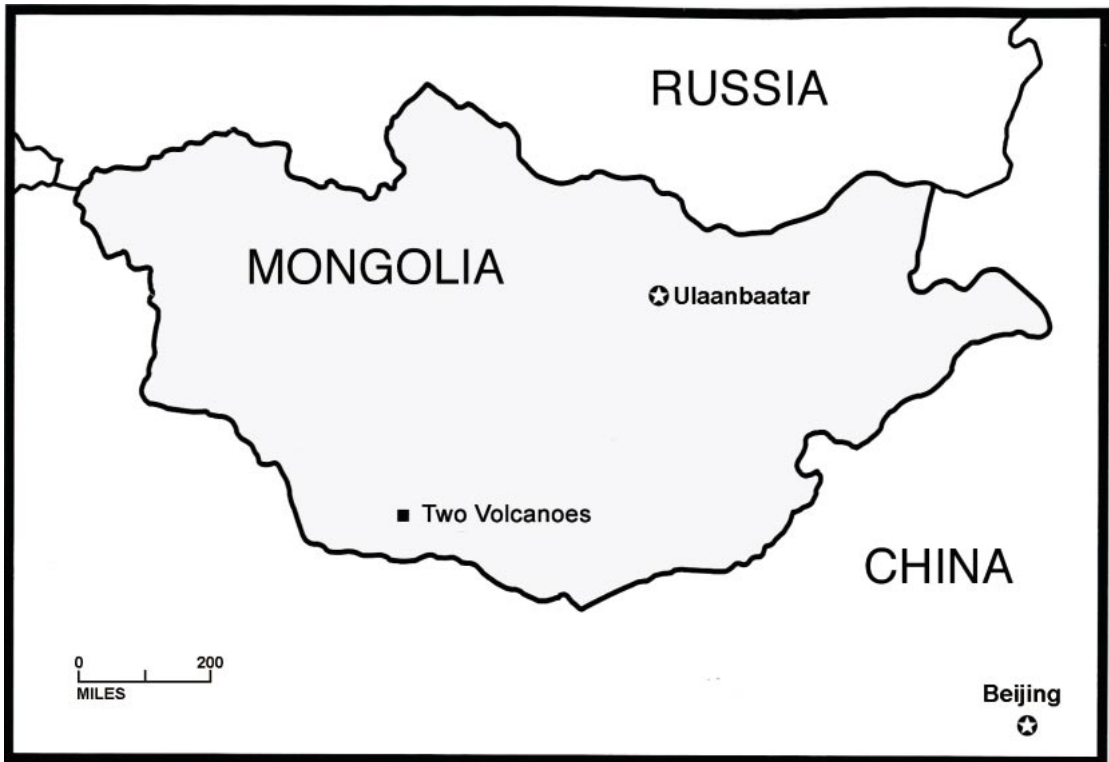 RUSSIA
MONGOLIA
Ulaanbaatar
Two Volcanoes
CHINA
0 200
MILES
Beijing